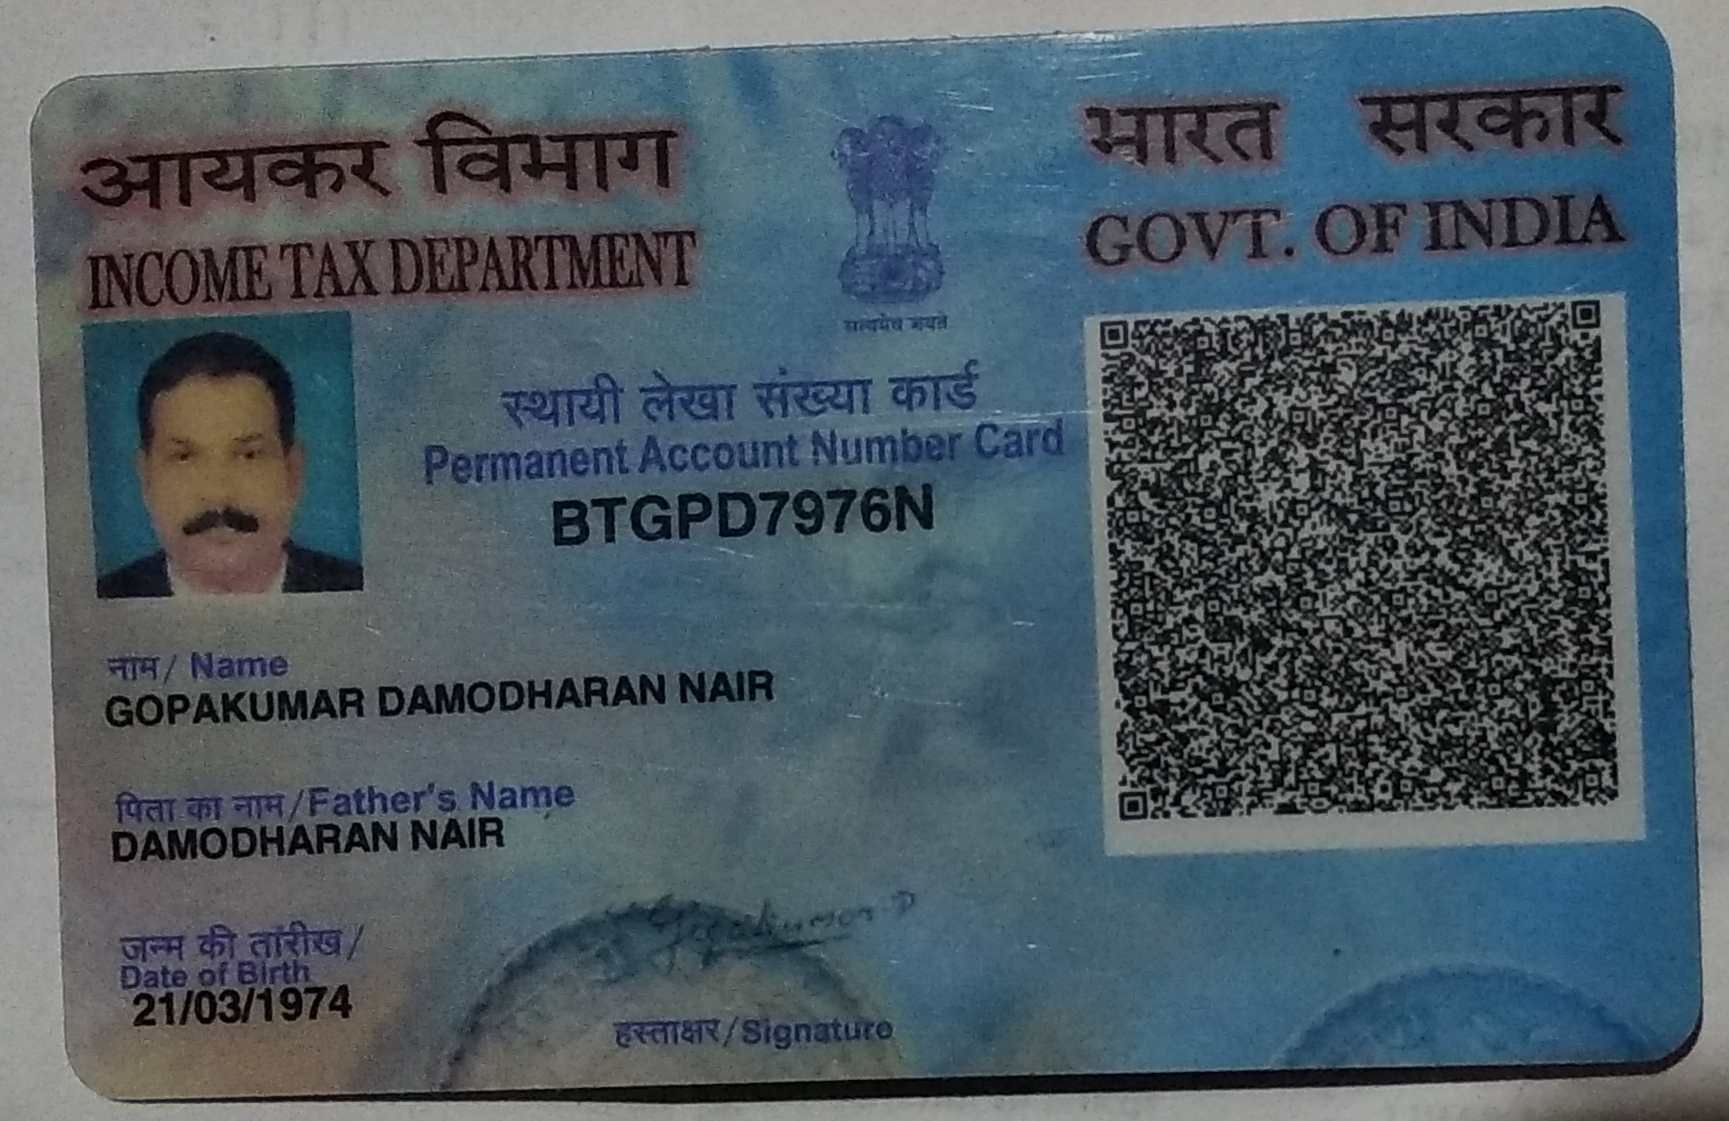 आयकर विभाग
INCOME TAX DEPARTMENT
भारत सरकार
GOVT. OF INDIA
सत्यमेव जयते
स्थायी लेखा संख्या कार्ड
Permanent Account Number Card
BTGPD7976N
नाम / Name
GOPAKUMAR DAMODHARAN NAIR
पिता का नाम / Father's Name
DAMODHARAN NAIR
जन्म की तारीख /
Date of Birth
21/03/1974
Gopakumar D
हस्ताक्षर / Signature